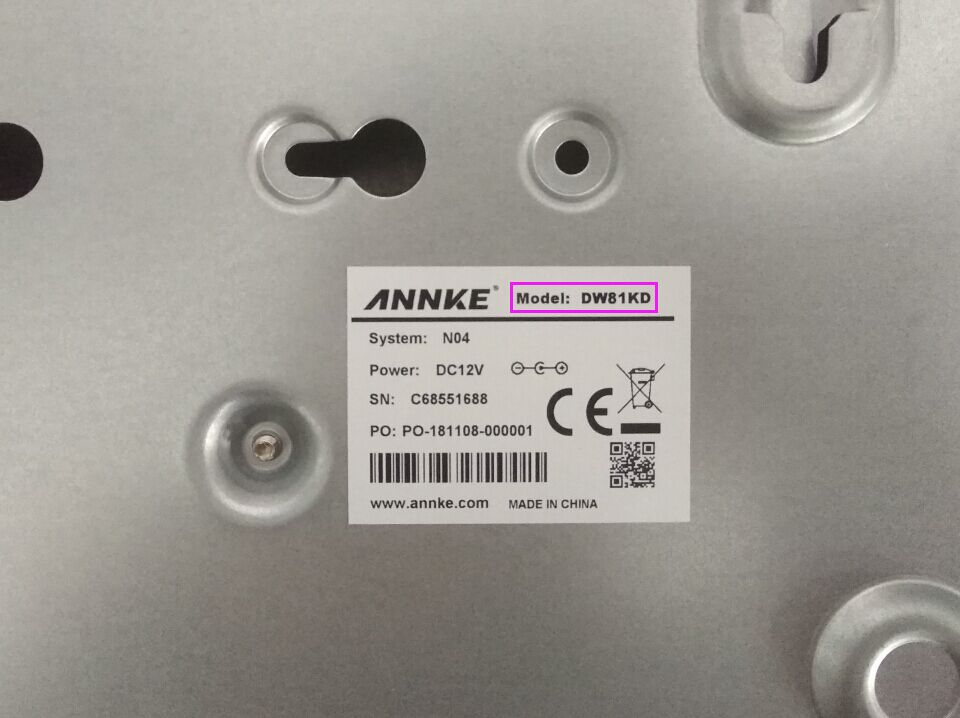 ANNKE® Model: DW81KD
System: N04
Power: DC12V
SN: C68551688
PO: PO-181108-000001
www.annke.com MADE IN CHINA